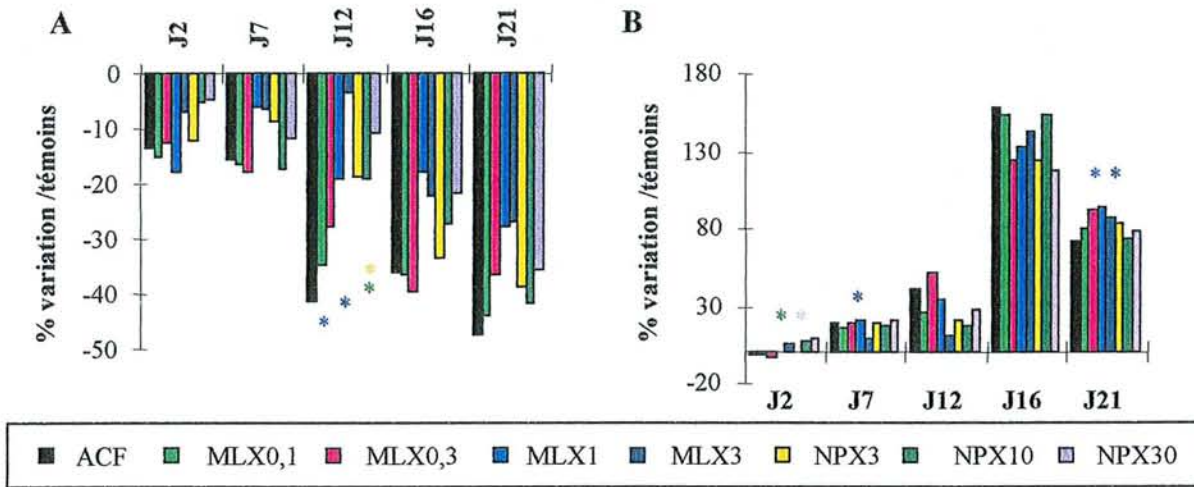 A
J2 J7 J12 J16 J21
% variation /témoins
0
-10
-20
-30
-40
-50
* * * *
B
% variation /témoins
180
130
80
30
-20
* * * * *
J2 J7 J12 J16 J21
ACF MLX0,1 MLX0,3 MLX1 MLX3 NPX3 NPX10 NPX30